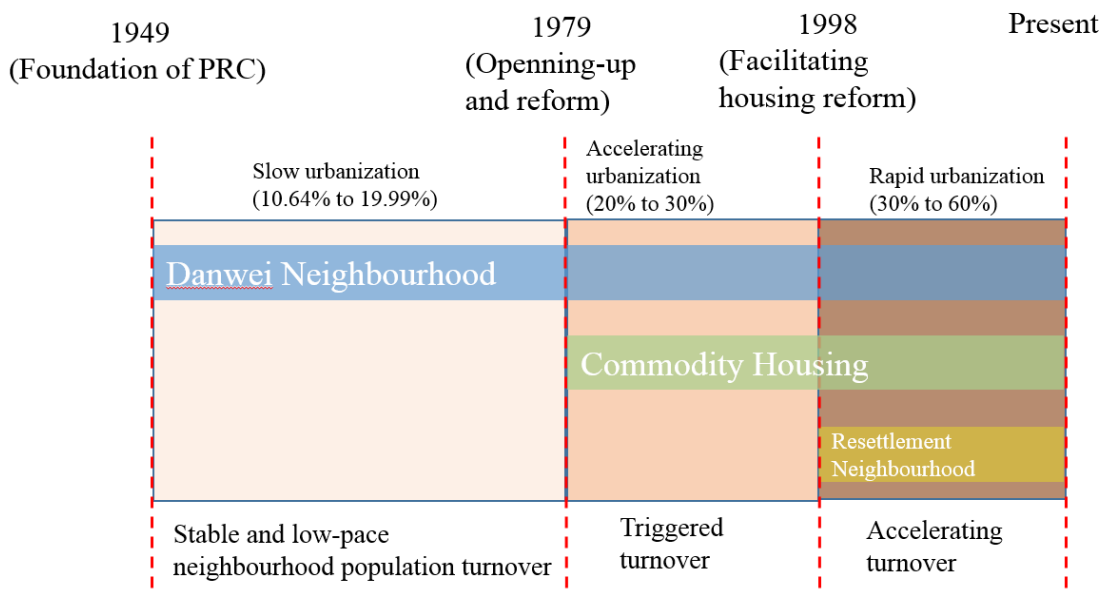 1949
(Foundation of PRC)
1979
(Openning-up
and reform)
1998
(Facilitating
housing reform)
Present
Slow urbanization
(10.64% to 19.99%)
Accelerating
urbanization
(20% to 30%)
Rapid urbanization
(30% to 60%)
Danwei Neighbourhood
Commodity Housing
Resettlement
Neighbourhood
Stable and low-pace
neighbourhood population turnover
Triggered
turnover
Accelerating
turnover